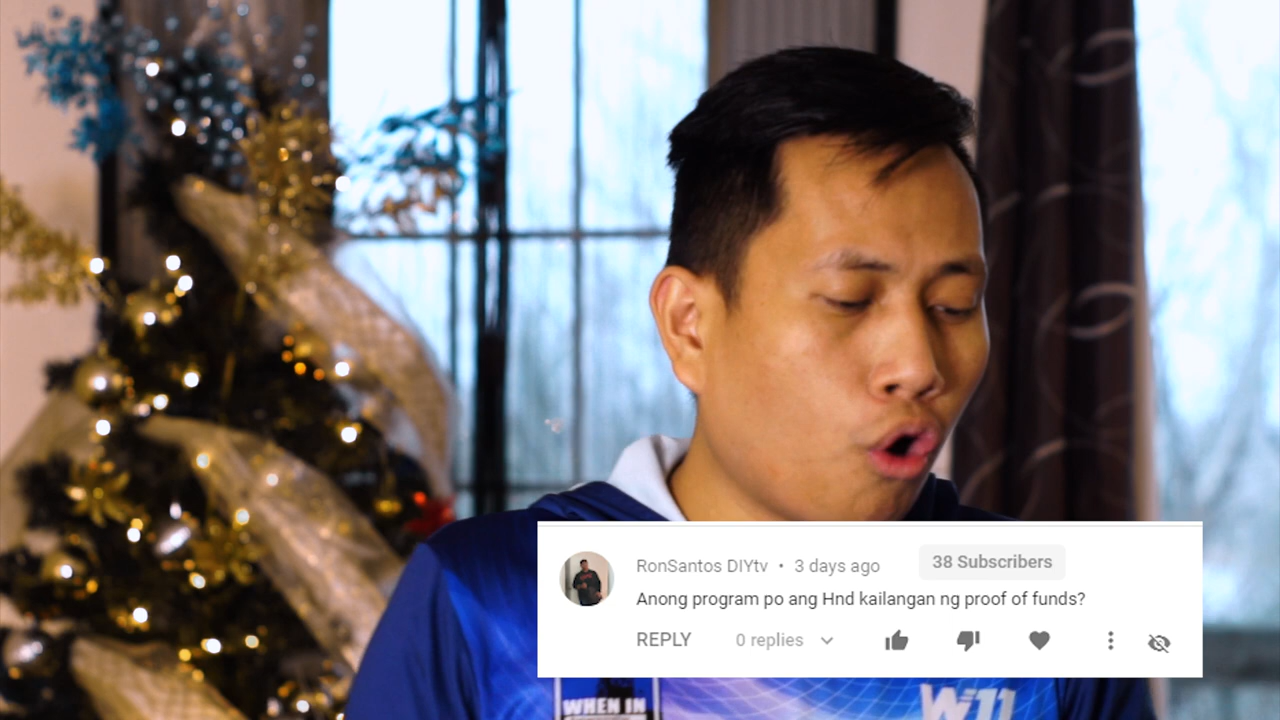 RonSantos DIYtv • 3 days ago 38 Subscribers
Anong program po ang Hnd kailangan ng proof of funds?
REPLY 0 replies
WHEN IN
W11